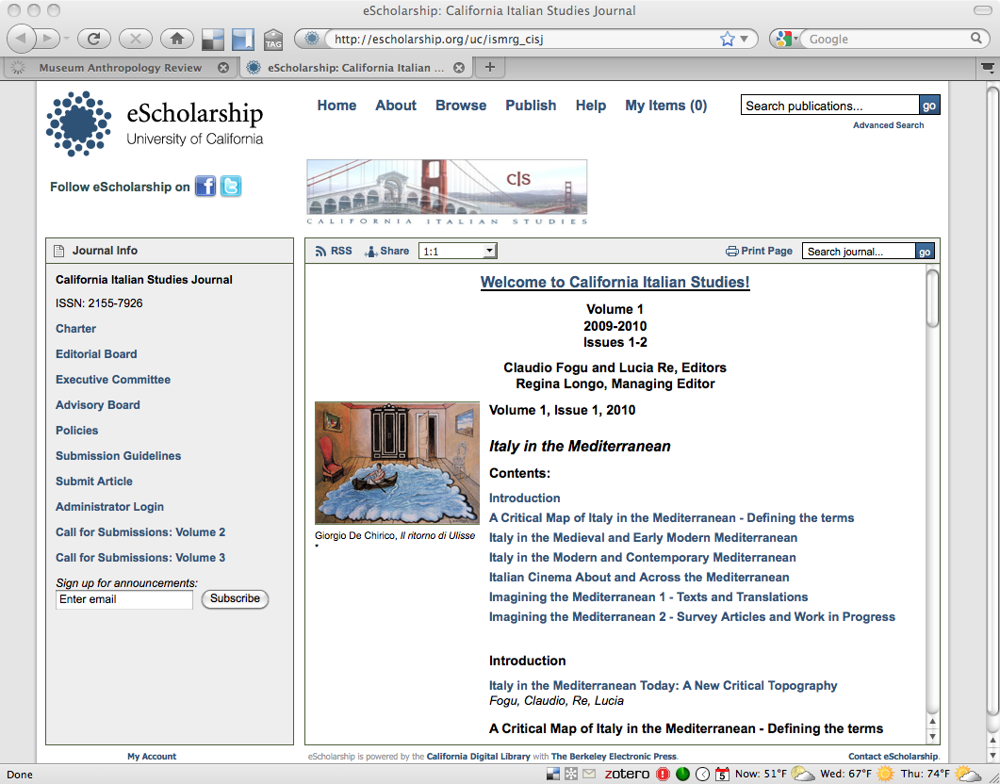 eScholarship: California Italian Studies Journal
TAG
http://escholarship.org/uc/ismrg_cisj
Google
Museum Anthropology Review
eScholarship: California Italian ...
eScholarship
University of California
Home About Browse Publish Help My Items (0)
Search publications... go
Advanced Search
Follow eScholarship on
C|S
CALIFORNIA ITALIAN STUDIES
Journal Info
California Italian Studies Journal
ISSN: 2155-7926
Charter
Editorial Board
Executive Committee
Advisory Board
Policies
Submission Guidelines
Submit Article
Administrator Login
Call for Submissions: Volume 2
Call for Submissions: Volume 3
Sign up for announcements:
Enter email Subscribe
RSS Share 1:1 Print Page Search journal... go
Welcome to California Italian Studies!
Volume 1
2009-2010
Issues 1-2
Claudio Fogu and Lucia Re, Editors
Regina Longo, Managing Editor
Giorgio De Chirico, Il ritorno di Ulisse
Volume 1, Issue 1, 2010
Italy in the Mediterranean
Contents:
Introduction
A Critical Map of Italy in the Mediterranean - Defining the terms
Italy in the Medieval and Early Modern Mediterranean
Italy in the Modern and Contemporary Mediterranean
Italian Cinema About and Across the Mediterranean
Imagining the Mediterranean 1 - Texts and Translations
Imagining the Mediterranean 2 - Survey Articles and Work in Progress
Introduction
Italy in the Mediterranean Today: A New Critical Topography
Fogu, Claudio, Re, Lucia
A Critical Map of Italy in the Mediterranean - Defining the terms
My Account
eScholarship is powered by the California Digital Library with The Berkeley Electronic Press.
Contact eScholarship.
Done
zotero 5 Now: 51°F Wed: 67°F Thu: 74°F